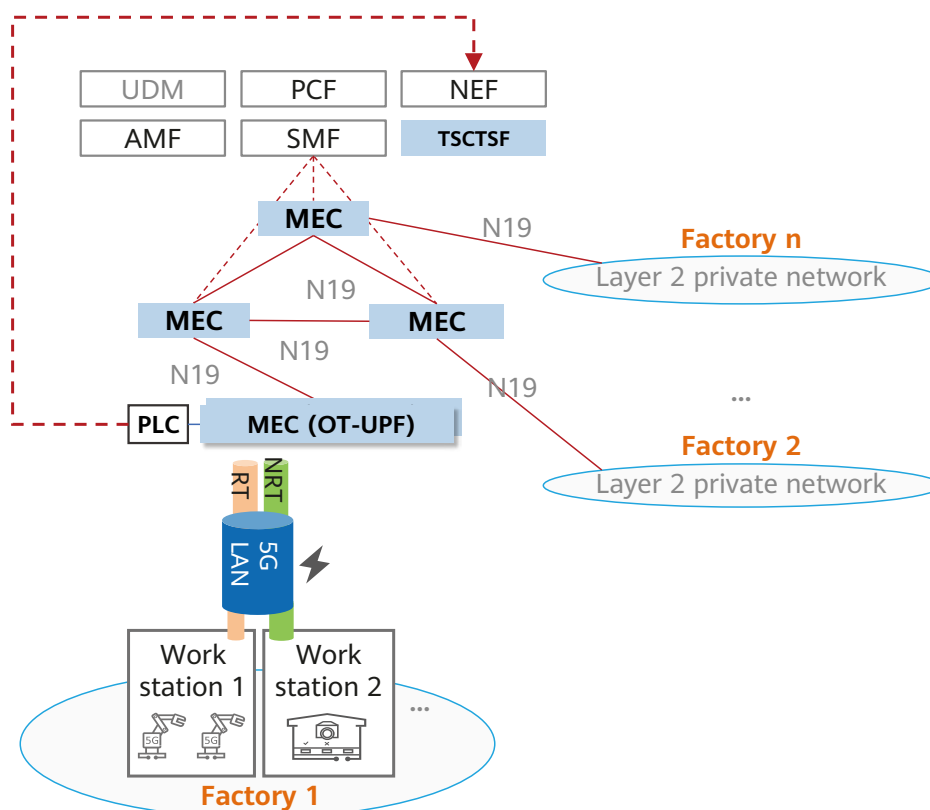 UDM
PCF
NEF
AMF
SMF
TSCTSF
MEC
N19
Factory n
Layer 2 private network
N19
MEC
MEC
N19
N19
N19
...
PLC
MEC (OT-UPF)
Factory 2
Layer 2 private network
RT
NRT
5G
LAN
Work
station 1
Work
station 2
...
5G
5G
Factory 1